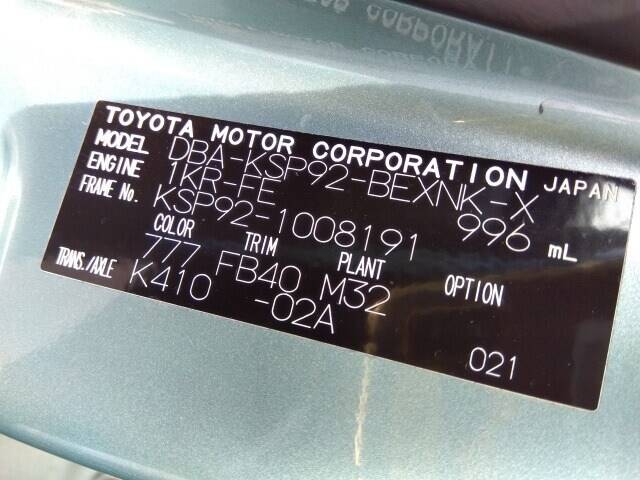 TOYOTA MOTOR CORPORATION JAPAN
MODEL DBA-KSP92-BEXNK-X
ENGINE 1KR-FE 996 mL
FRAME No. KSP92-1008191
COLOR TRIM PLANT OPTION
777 FB40 M32
TRANS./AXLE K410 -02A
021